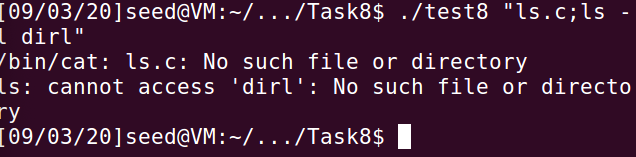 [09/03/20]seed@VM:~/.../Task8$ ./test8 "ls.c;ls -
l dirl"
/bin/cat: ls.c: No such file or directory
ls: cannot access 'dirl': No such file or directo
ry
[09/03/20]seed@VM:~/.../Task8$